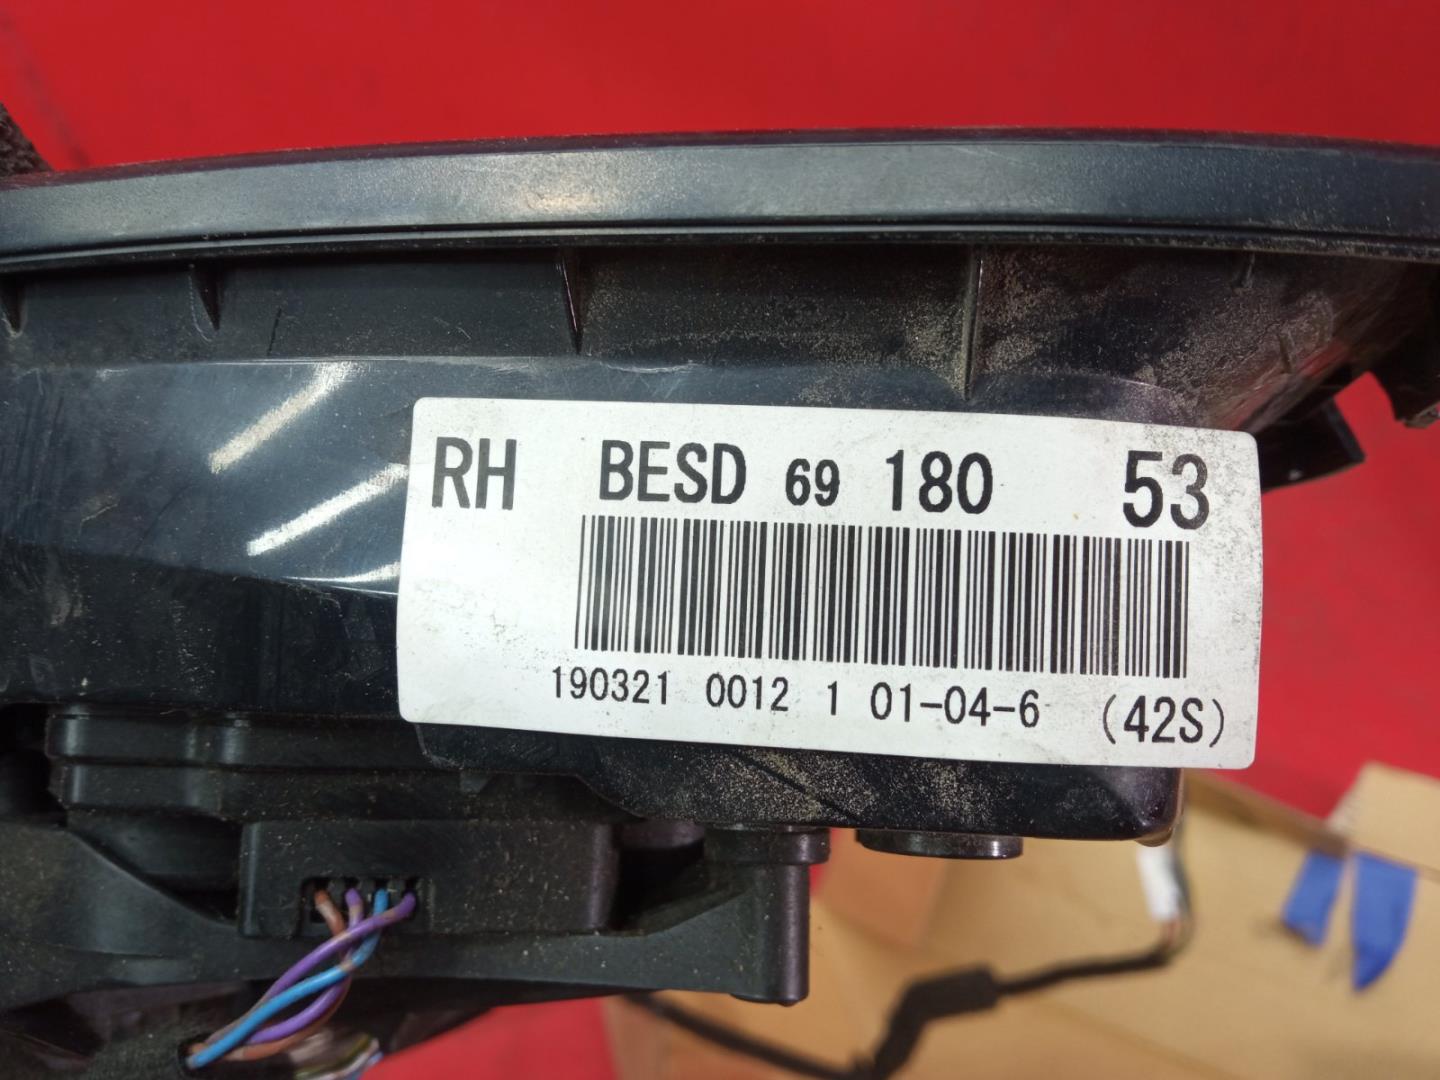 RH BESD 69 180 53
190321 0012 1 01-04-6 (42S)